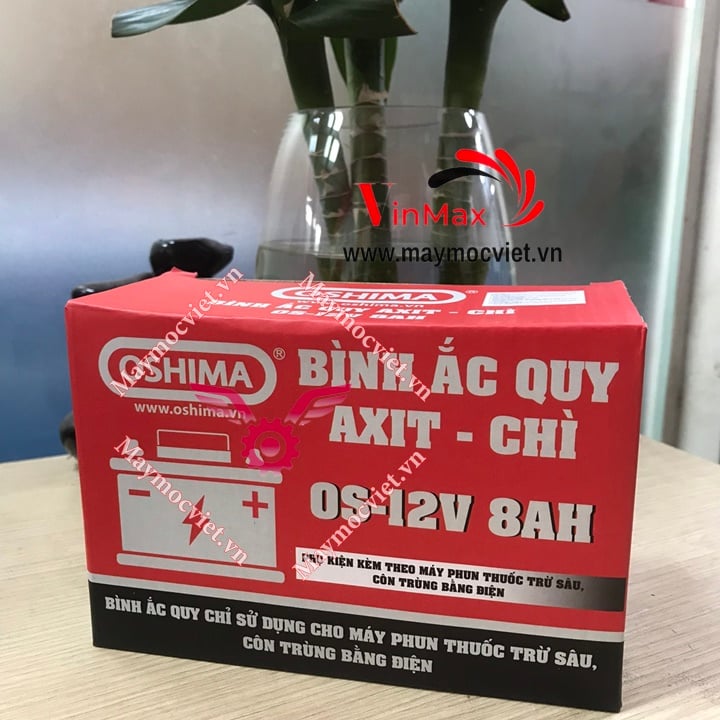 VinMax
www.maymocviet.vn
OSHIMA ®
BÌNH ẮC QUY AXIT - CHÌ
OS-12V 8AH
OSHIMA ®
www.oshima.vn
BÌNH ẮC QUY
AXIT - CHÌ
OS-12V 8AH
PHỤ KIỆN KÈM THEO MÁY PHUN THUỐC TRỪ SÂU,
CÔN TRÙNG BẰNG ĐIỆN
BÌNH ẮC QUY CHỈ SỬ DỤNG CHO MÁY PHUN THUỐC TRỪ SÂU,
CÔN TRÙNG BẰNG ĐIỆN
Maymocviet.vn
Maymocviet.vn
Maymocviet.vn
Maymocviet.vn